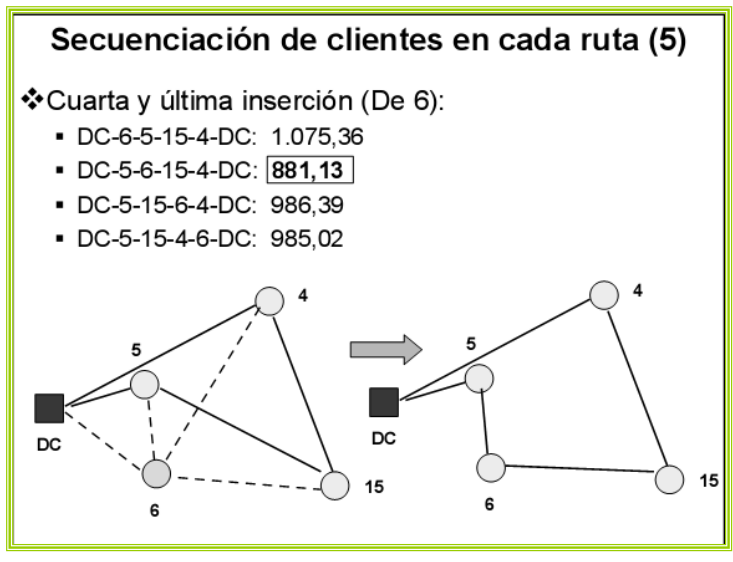 Secuenciación de clientes en cada ruta (5)
❖Cuarta y última inserción (De 6):
▪ DC-6-5-15-4-DC: 1.075,36
▪ DC-5-6-15-4-DC: 881,13
▪ DC-5-15-6-4-DC: 986,39
▪ DC-5-15-4-6-DC: 985,02
4
5
DC
15
6
4
5
DC
15
6